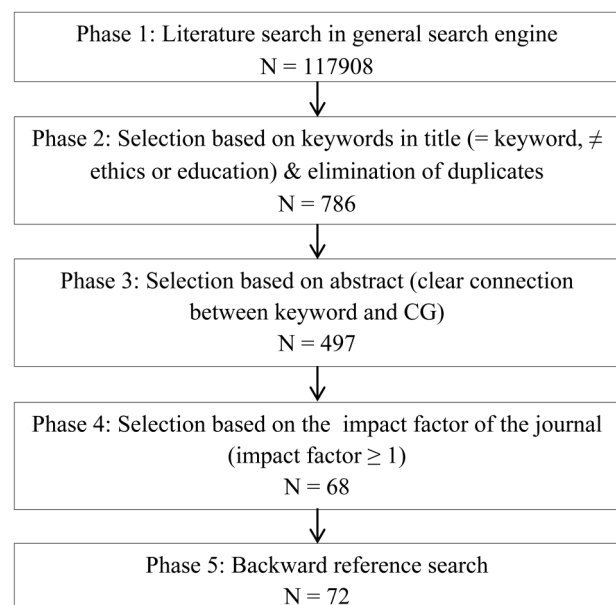 Phase 1: Literature search in general search engine
N = 117908
Phase 2: Selection based on keywords in title (= keyword, ≠
ethics or education) & elimination of duplicates
N = 786
Phase 3: Selection based on abstract (clear connection
between keyword and CG)
N = 497
Phase 4: Selection based on the impact factor of the journal
(impact factor ≥ 1)
N = 68
Phase 5: Backward reference search
N = 72